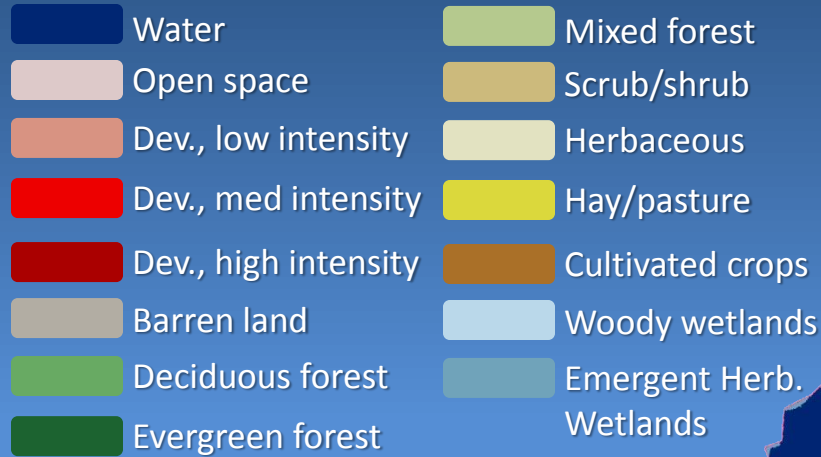 Water
Open space
Dev., low intensity
Dev., med intensity
Dev., high intensity
Barren land
Deciduous forest
Evergreen forest
Mixed forest
Scrub/shrub
Herbaceous
Hay/pasture
Cultivated crops
Woody wetlands
Emergent Herb.
Wetlands